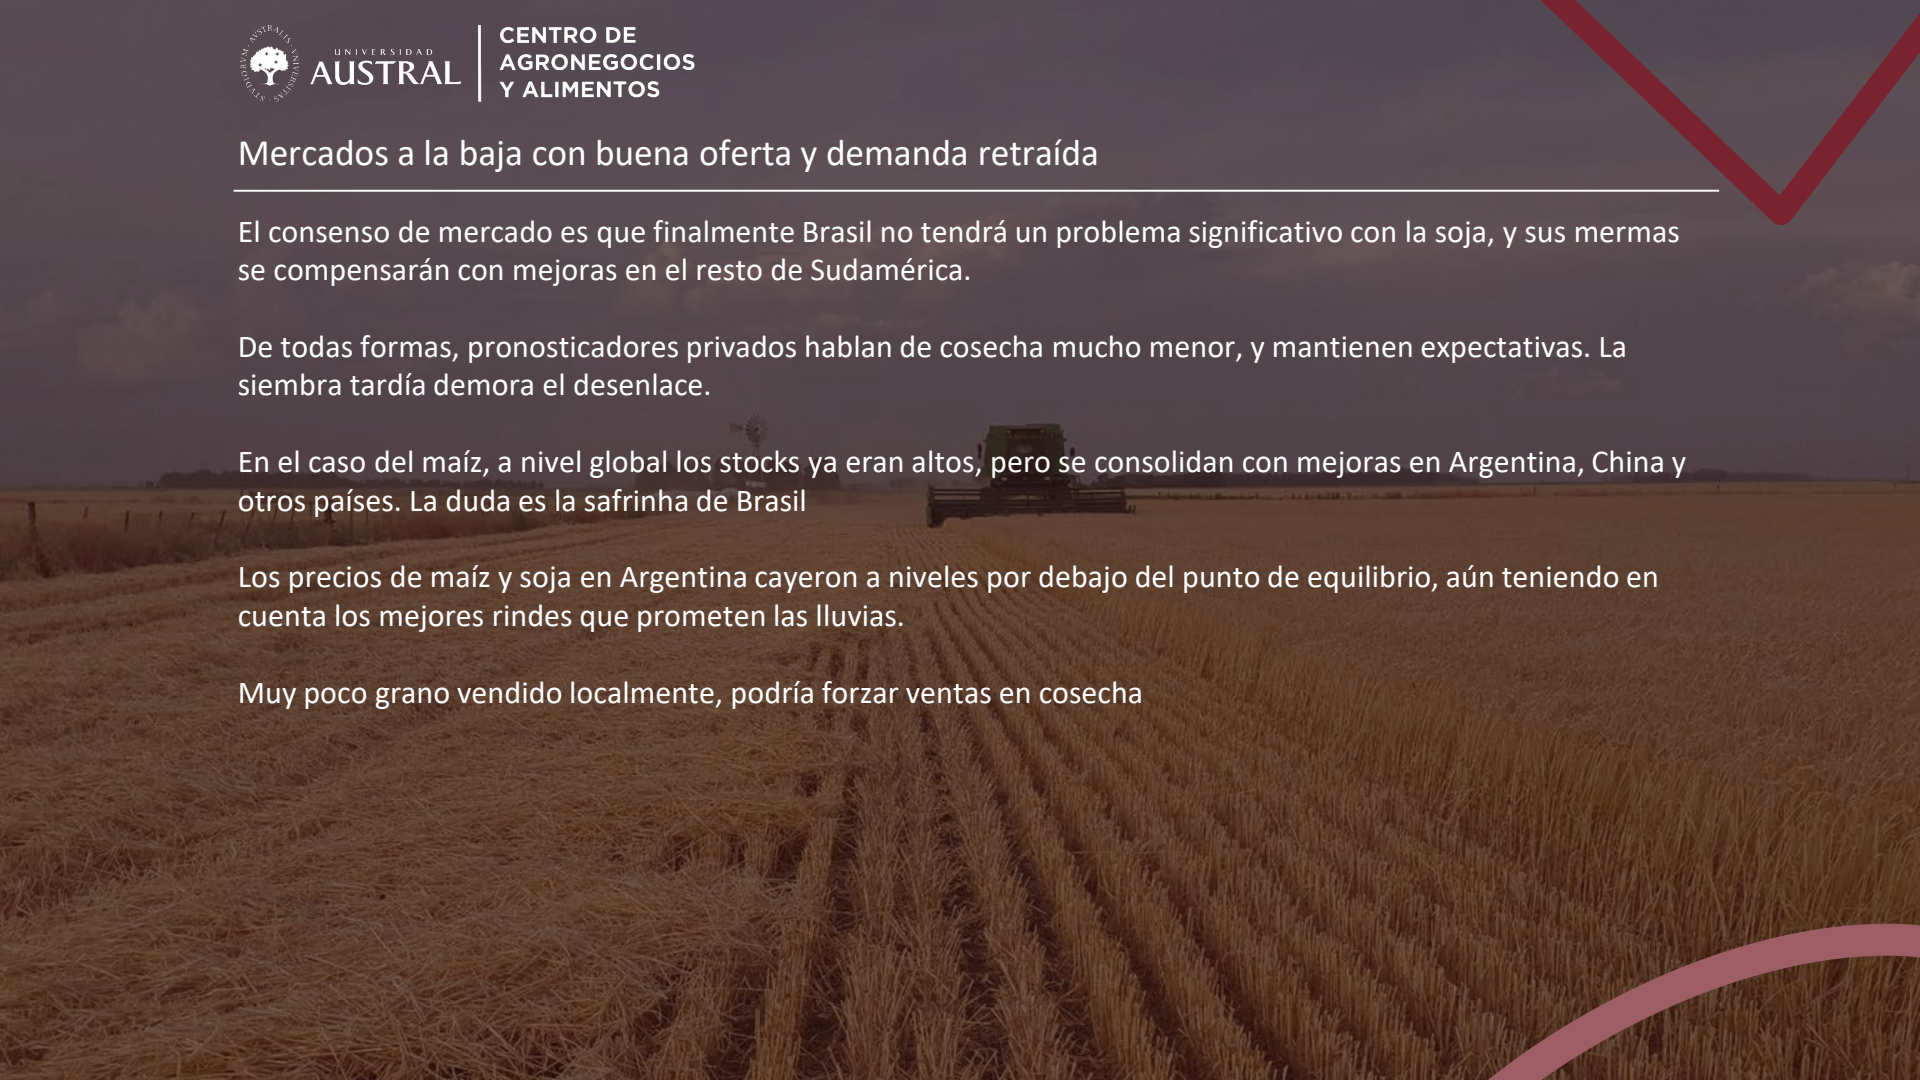 STVDIORVM · AVSTRALIS · VNIVERSITAS
UNIVERSIDAD
AUSTRAL
CENTRO DE
AGRONEGOCIOS
Y ALIMENTOS
Mercados a la baja con buena oferta y demanda retraída
El consenso de mercado es que finalmente Brasil no tendrá un problema significativo con la soja, y sus mermas
se compensarán con mejoras en el resto de Sudamérica.
De todas formas, pronosticadores privados hablan de cosecha mucho menor, y mantienen expectativas. La
siembra tardía demora el desenlace.
En el caso del maíz, a nivel global los stocks ya eran altos, pero se consolidan con mejoras en Argentina, China y
otros países. La duda es la safrinha de Brasil
Los precios de maíz y soja en Argentina cayeron a niveles por debajo del punto de equilibrio, aún teniendo en
cuenta los mejores rindes que prometen las lluvias.
Muy poco grano vendido localmente, podría forzar ventas en cosecha